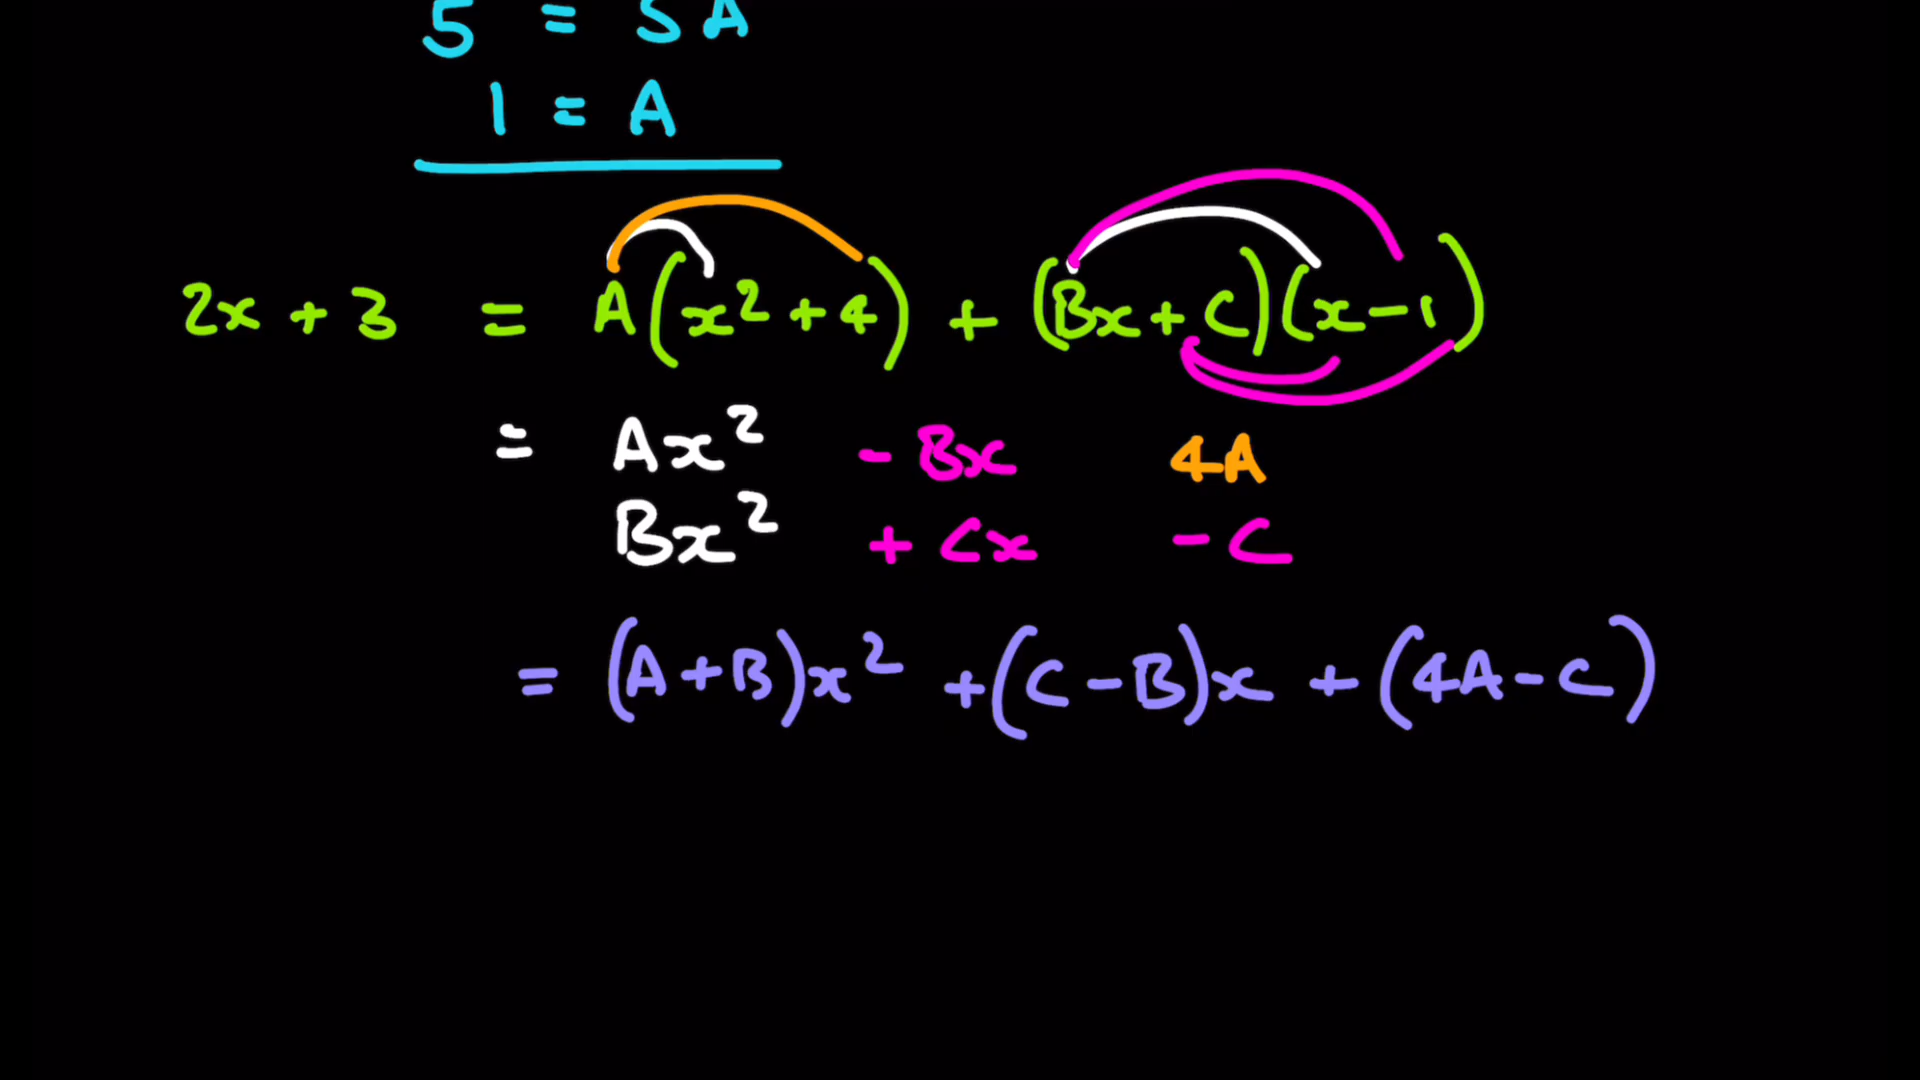 5 = 5A
1 = A
2x + 3 = A(x² + 4) + (Bx + C)(x - 1)
= Ax² - Bx 4A
Bx² + Cx - C
= (A + B)x² + (C - B)x + (4A - C)